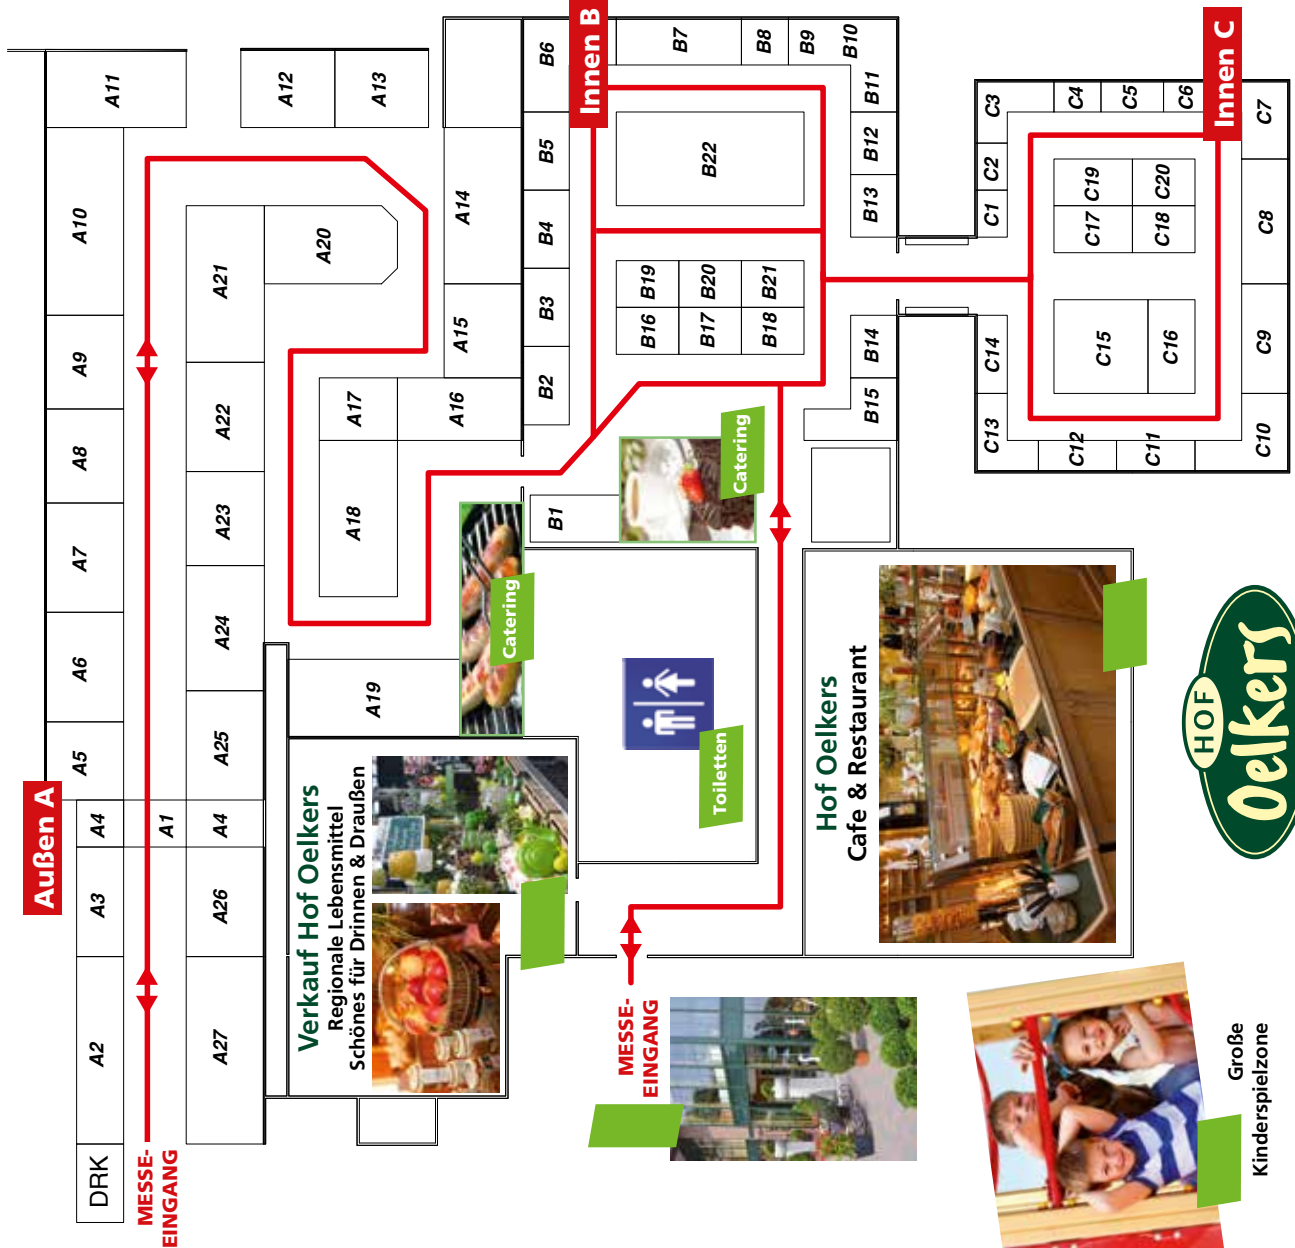 Außen A
DRK
A2
A3
A4
A5
A6
A7
A8
A9
A10
A11
A1
MESSE-
EINGANG
A27
A26
A4
A25
A24
A23
A22
A21
A12
A13
A20
A19
A18
A17
A16
A15
A14
Verkauf Hof Oelkers
Regionale Lebensmittel
Schönes für Drinnen & Draußen
Catering
B1
B2
B3
B4
B5
B6
Innen B
B7
B8
B9
B10
B11
B12
B13
B14
B15
B16
B17
B18
B19
B20
B21
B22
Catering
Toiletten
MESSE-
EINGANG
Hof Oelkers
Cafe & Restaurant
C1
C2
C3
C4
C5
C6
C7
Innen C
C8
C9
C10
C11
C12
C13
C14
C15
C16
C17
C18
C19
C20
Große
Kinderspielzone
HOF
Oelkers